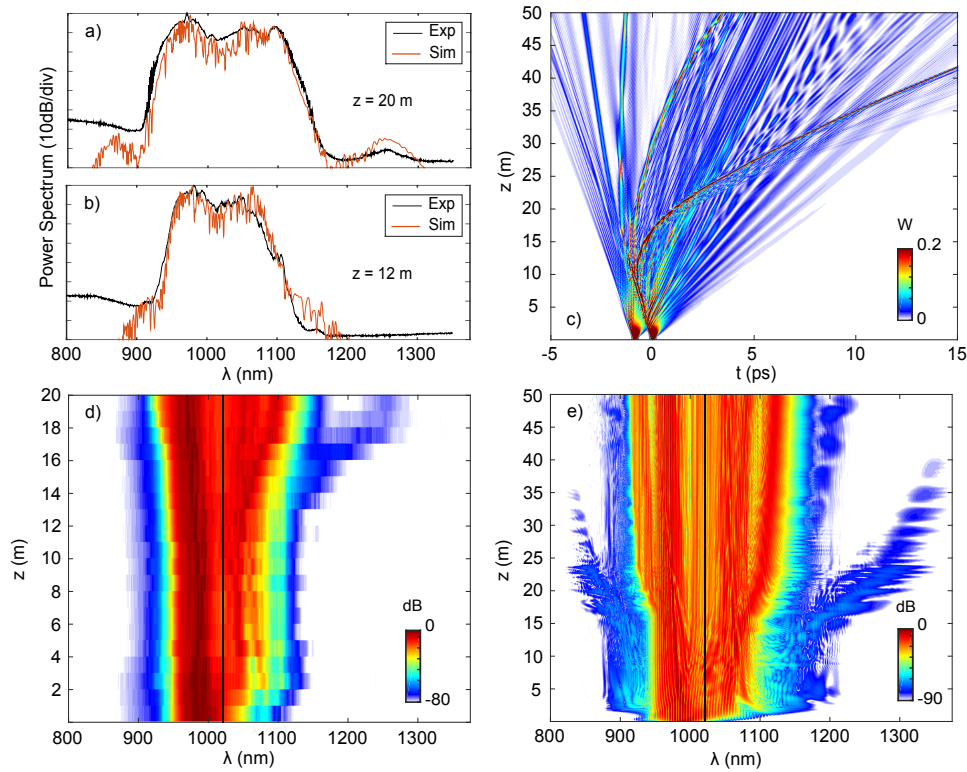 a)
Exp
Sim
z = 20 m
Power Spectrum (10dB/div)
b)
Exp
Sim
z = 12 m
800 900 1000 1100 1200 1300
λ (nm)
50
45
40
35
30
25
20
15
10
5
z (m)
W
0.2
0
c)
-5 0 5 10 15
t (ps)
d)
20
18
16
14
12
10
8
6
4
2
z (m)
dB
0
-80
800 900 1000 1100 1200 1300
λ (nm)
e)
50
45
40
35
30
25
20
15
10
5
z (m)
dB
0
-90
800 900 1000 1100 1200 1300
λ (nm)